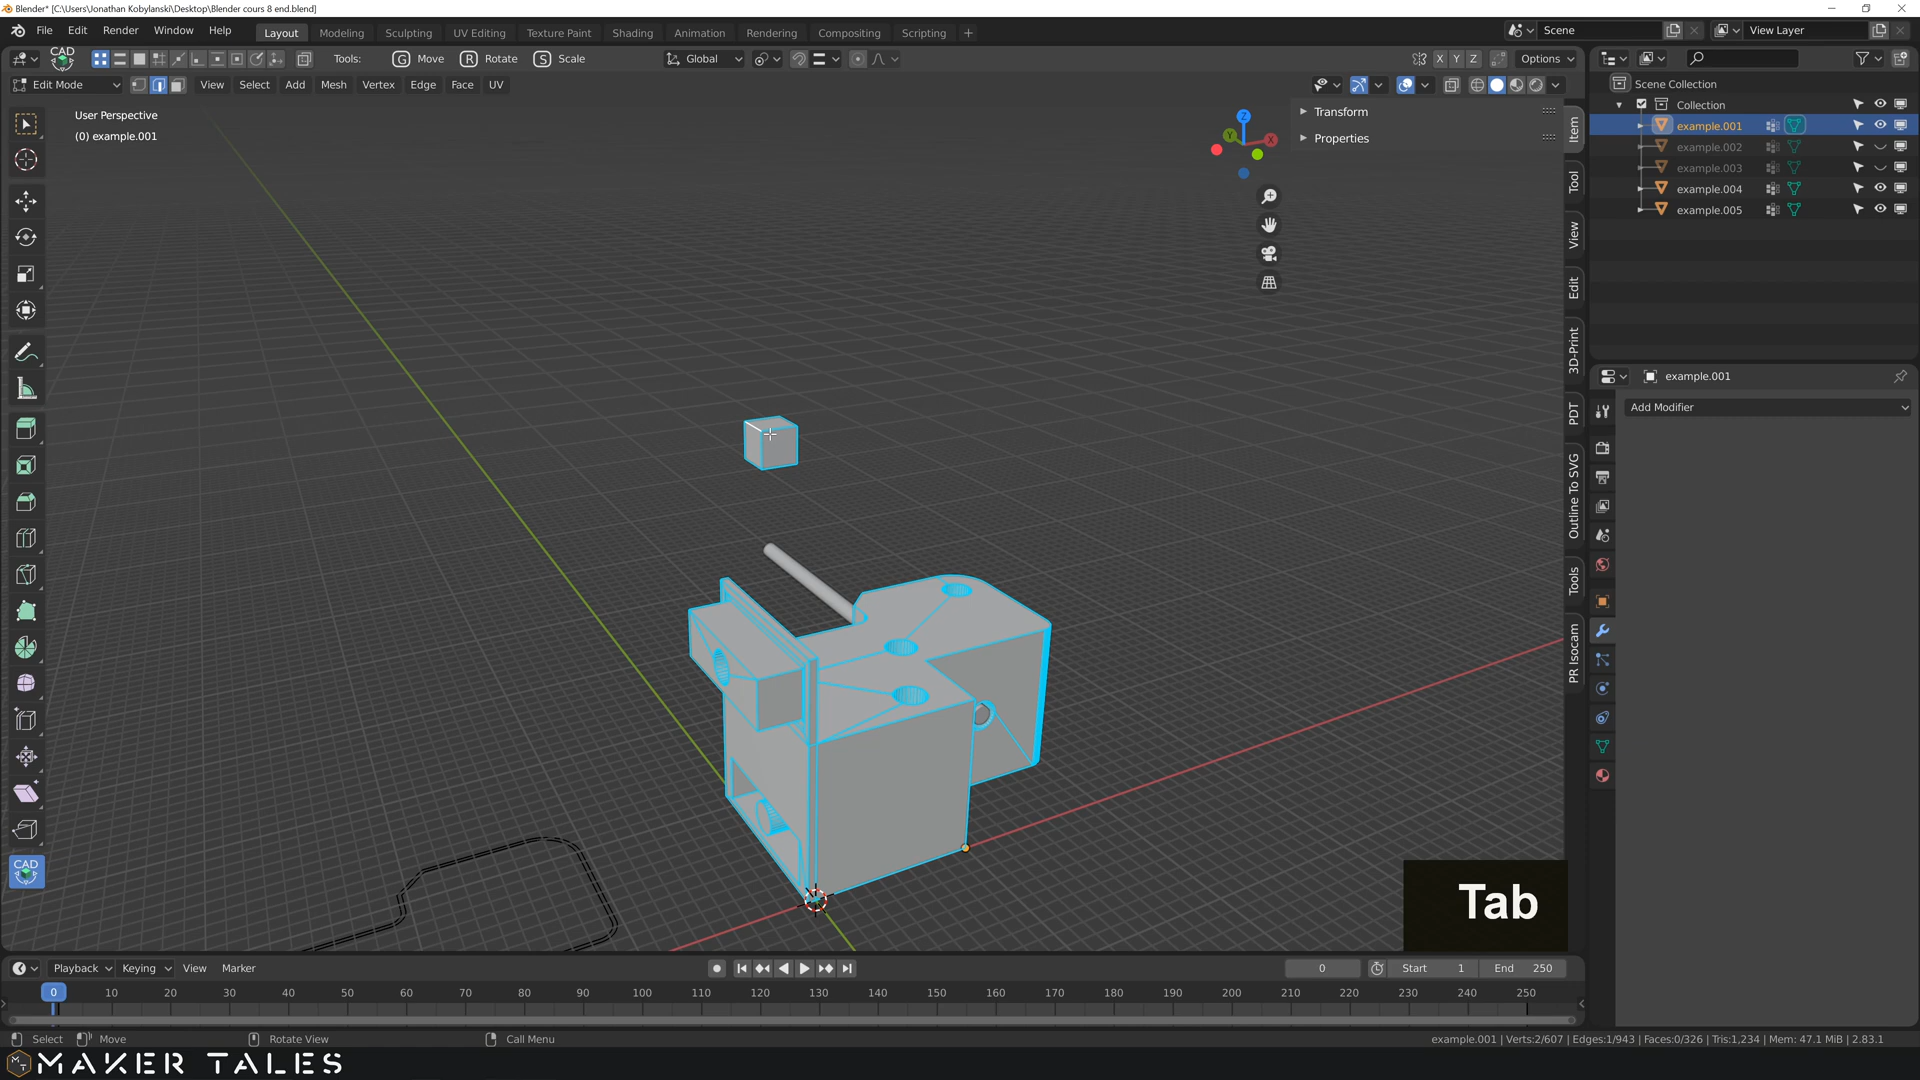 Blender* [C:\Users\Jonathan Kobylanski\Desktop\Blender cours 8 end.blend]
File Edit Render Window Help Layout Modeling Sculpting UV Editing Texture Paint Shading Animation Rendering Compositing Scripting + Scene View Layer
CAD Tools: G Move R Rotate S Scale Global X Y Z Options
Edit Mode View Select Add Mesh Vertex Edge Face UV
User Perspective
(0) example.001
Z
Y
X
Transform
Properties
Item
Tool
View
Edit
3D-Print
PDT
Outline To SVG
Tools
PR Isocam
Scene Collection
Collection
example.001
example.002
example.003
example.004
example.005
example.001
Add Modifier
CAD
Tab
Playback Keying View Marker 0 Start 1 End 250
0 10 20 30 40 50 60 70 80 90 100 110 120 130 140 150 160 170 180 190 200 210 220 230 240 250
Select Move Rotate View Call Menu example.001 | Verts:2/607 | Edges:1/943 | Faces:0/326 | Tris:1,234 | Mem: 47.1 MiB | 2.83.1
MAKER TALES